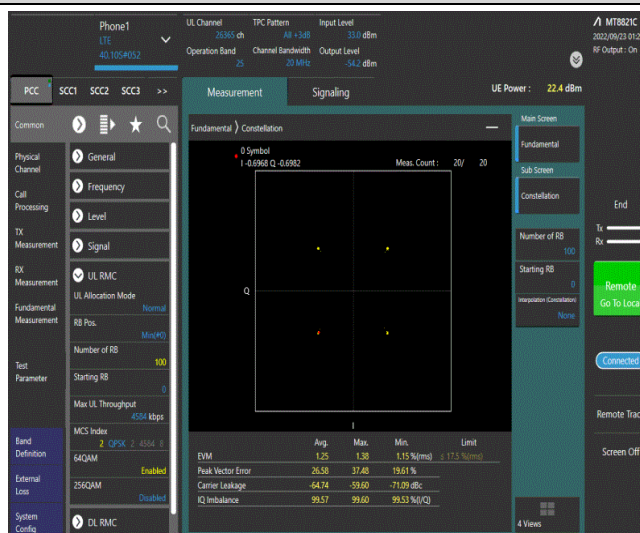 Phone1
LTE
40.10S#052
UL Channel
26365 ch
TPC Pattern
All +3dB
Input Level
33.0 dBm
Operation Band
25
Channel Bandwidth
20 MHz
Output Level
-54.2 dBm
MT8821C
2022/09/23 01:2
RF Output : On
PCC SCC1 SCC2 SCC3 >>
Measurement
Signaling
UE Power : 22.4 dBm
Common
Physical
Channel
Call
Processing
TX
Measurement
RX
Measurement
Fundamental
Measurement
Test
Parameter
Band
Definition
External
Loss
System
Config
General
Frequency
Level
Signal
UL RMC
UL Allocation Mode
Normal
RB Pos.
Min(#0)
Number of RB
100
Starting RB
0
Max UL Throughput
4584 kbps
MCS Index
2 QPSK 2 4584 8
64QAM
Enabled
256QAM
Disabled
DL RMC
Fundamental Constellation
0 Symbol
I -0.6968 Q -0.6982
Meas. Count : 20/ 20
Q
I
Avg. Max. Min. Limit
EVM 1.25 1.38 1.15 %(rms) ≤ 17.5 %(rms)
Peak Vector Error 26.58 37.48 19.61 %
Carrier Leakage -64.74 -59.60 -71.09 dBc
IQ Imbalance 99.57 99.60 99.53 %(I/Q)
Main Screen
Fundamental
Sub Screen
Constellation
Number of RB
100
Starting RB
0
Interpolation (Constellation)
None
4 Views
End
Tx
Rx
Remote
Go To Loca
Connected
Remote Trac
Screen Off